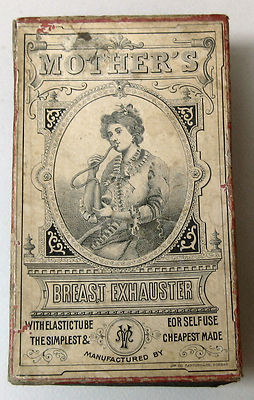 MOTHER'S
BREAST EXHAUSTER
WITH ELASTIC TUBE FOR SELF USE
THE SIMPLEST & CHEAPEST MADE
MANUFACTURED BY